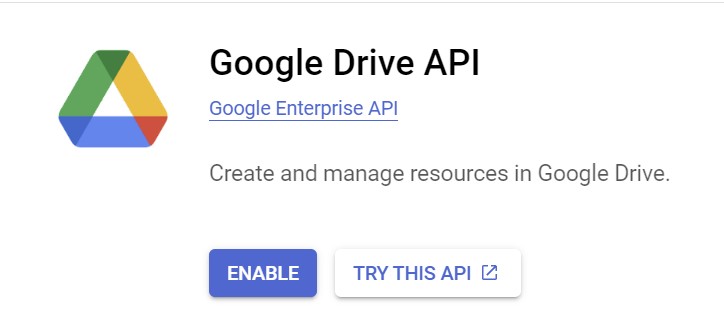 Google Drive API
Google Enterprise API
Create and manage resources in Google Drive.
ENABLE
TRY THIS API